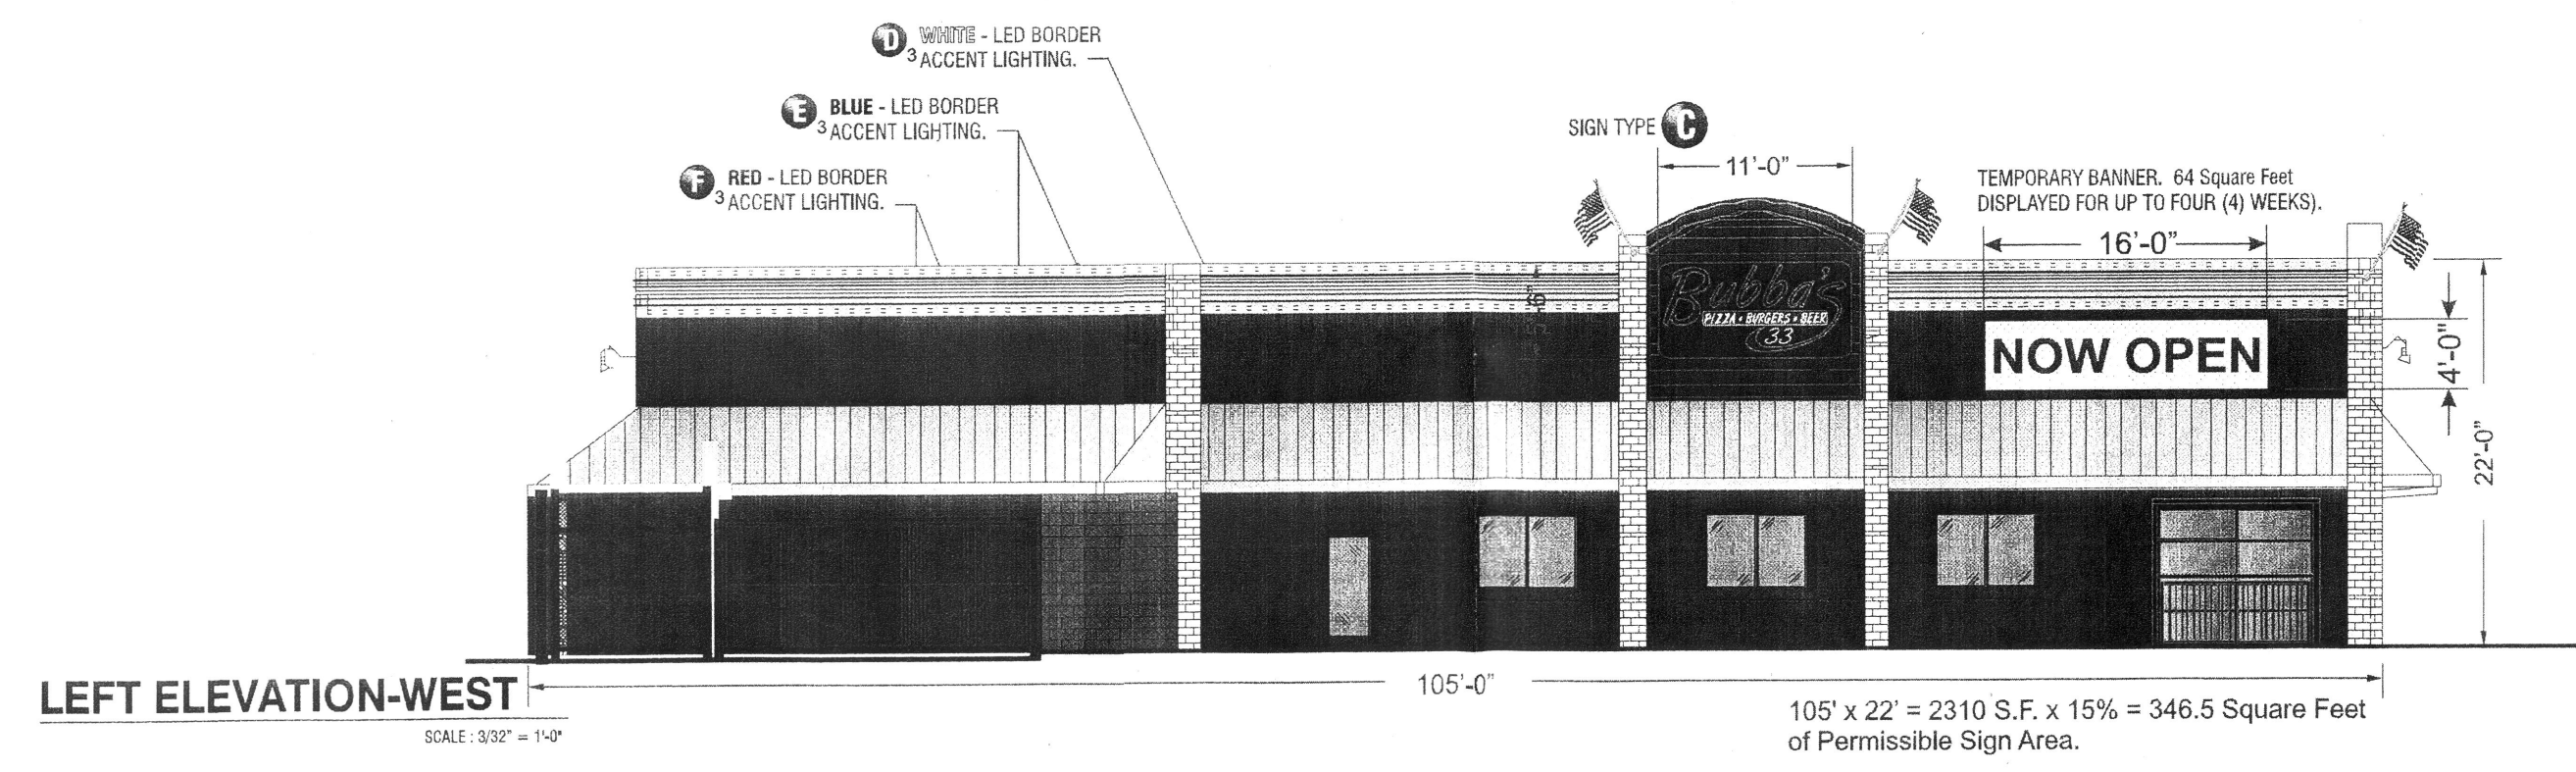 D WHITE - LED BORDER
3 ACCENT LIGHTING.
E BLUE - LED BORDER
3 ACCENT LIGHTING.
F RED - LED BORDER
3 ACCENT LIGHTING.
SIGN TYPE C
11'-0"
TEMPORARY BANNER. 64 Square Feet
DISPLAYED FOR UP TO FOUR (4) WEEKS).
16'-0"
Bubba's
PIZZA • BURGERS • BEER
33
NOW OPEN
4'-0"
22'-0"
LEFT ELEVATION-WEST
SCALE : 3/32" = 1'-0"
105'-0"
105' x 22' = 2310 S.F. x 15% = 346.5 Square Feet
of Permissible Sign Area.